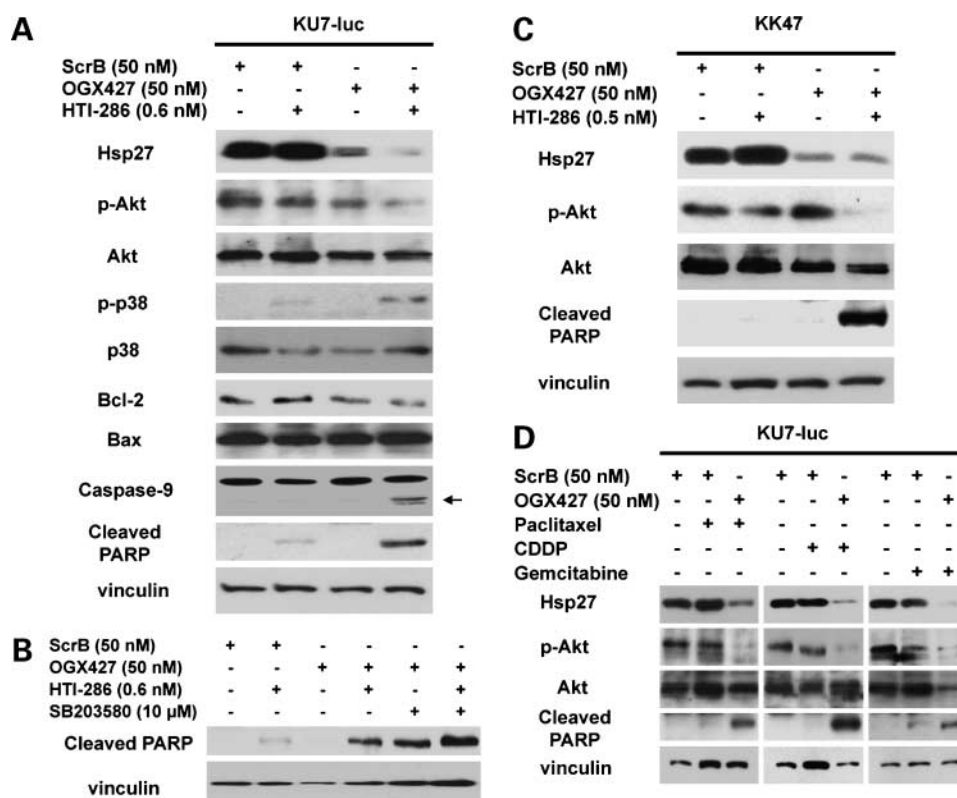 A
KU7-luc
ScrB (50 nM) + + - -
OGX427 (50 nM) - - + +
HTI-286 (0.6 nM) - + - +
Hsp27
p-Akt
Akt
p-p38
p38
Bcl-2
Bax
Caspase-9
Cleaved
PARP
vinculin
B
ScrB (50 nM) + + - - - -
OGX427 (50 nM) - - + + + +
HTI-286 (0.6 nM) - + - + - +
SB203580 (10 µM) - - - - + +
Cleaved PARP
vinculin
C
KK47
ScrB (50 nM) + + - -
OGX427 (50 nM) - - + +
HTI-286 (0.5 nM) - + - +
Hsp27
p-Akt
Akt
Cleaved
PARP
vinculin
D
KU7-luc
ScrB (50 nM) + + - + + - + + -
OGX427 (50 nM) - - + - - + - - +
Paclitaxel - + + - - - - - -
CDDP - - - - + + - - -
Gemcitabine - - - - - - - + +
Hsp27
p-Akt
Akt
Cleaved
PARP
vinculin